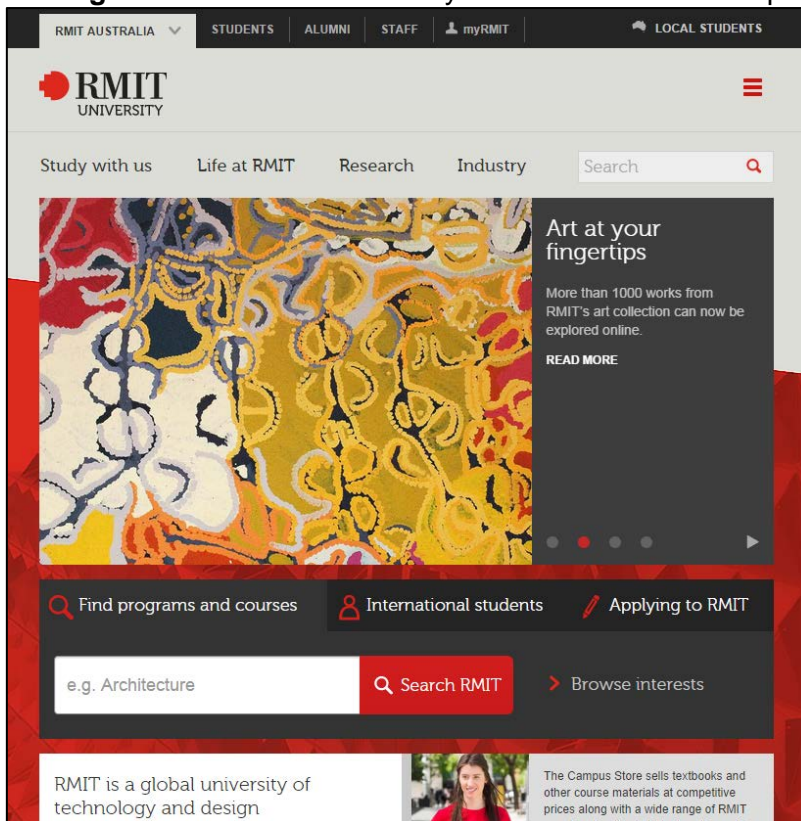 RMIT AUSTRALIA STUDENTS ALUMNI STAFF myRMIT LOCAL STUDENTS
RMIT
UNIVERSITY
Study with us Life at RMIT Research Industry Search
Art at your
fingertips
More than 1000 works from
RMIT's art collection can now be
explored online.
READ MORE
Find programs and courses International students Applying to RMIT
e.g. Architecture Search RMIT Browse interests
RMIT is a global university of
technology and design
The Campus Store sells textbooks and
other course materials at competitive
prices along with a wide range of RMIT